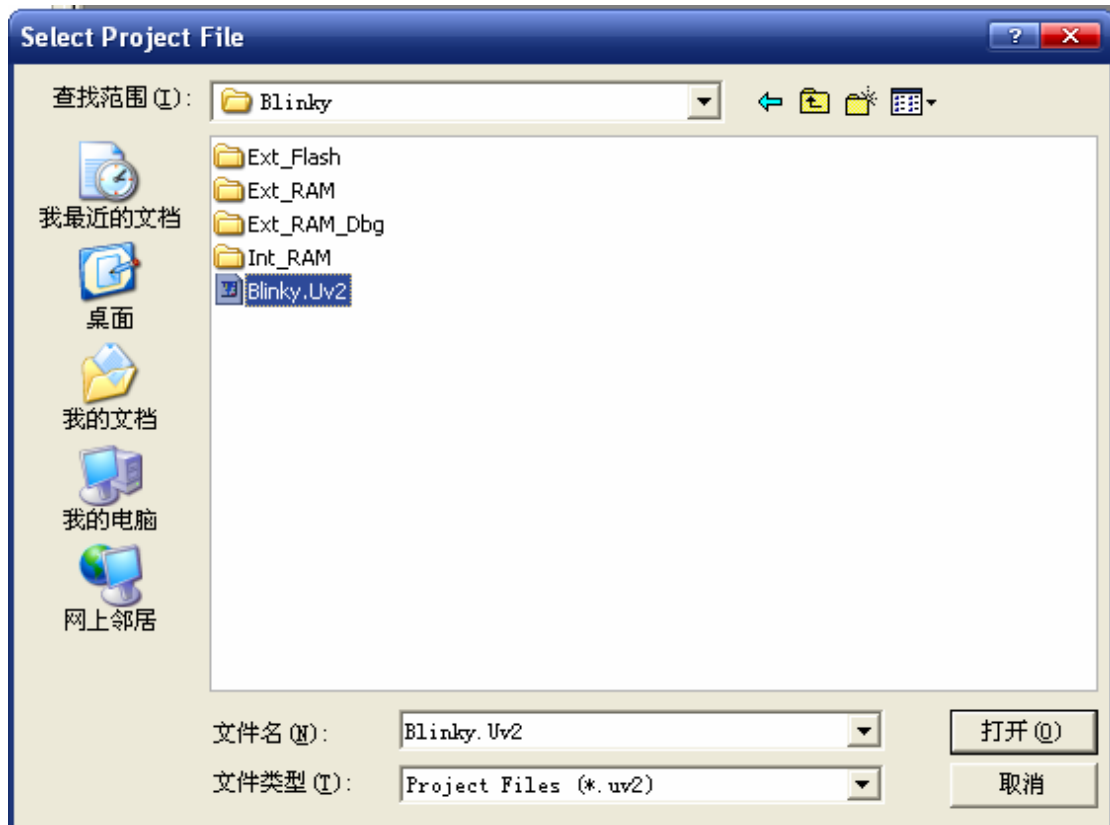 Select Project File
查找范围(I):
Blinky
Ext_Flash
Ext_RAM
Ext_RAM_Dbg
Int_RAM
Blinky.Uv2
我最近的文档
桌面
我的文档
我的电脑
网上邻居
文件名(N):
Blinky.Uv2
打开(O)
文件类型(T):
Project Files (*.uv2)
取消